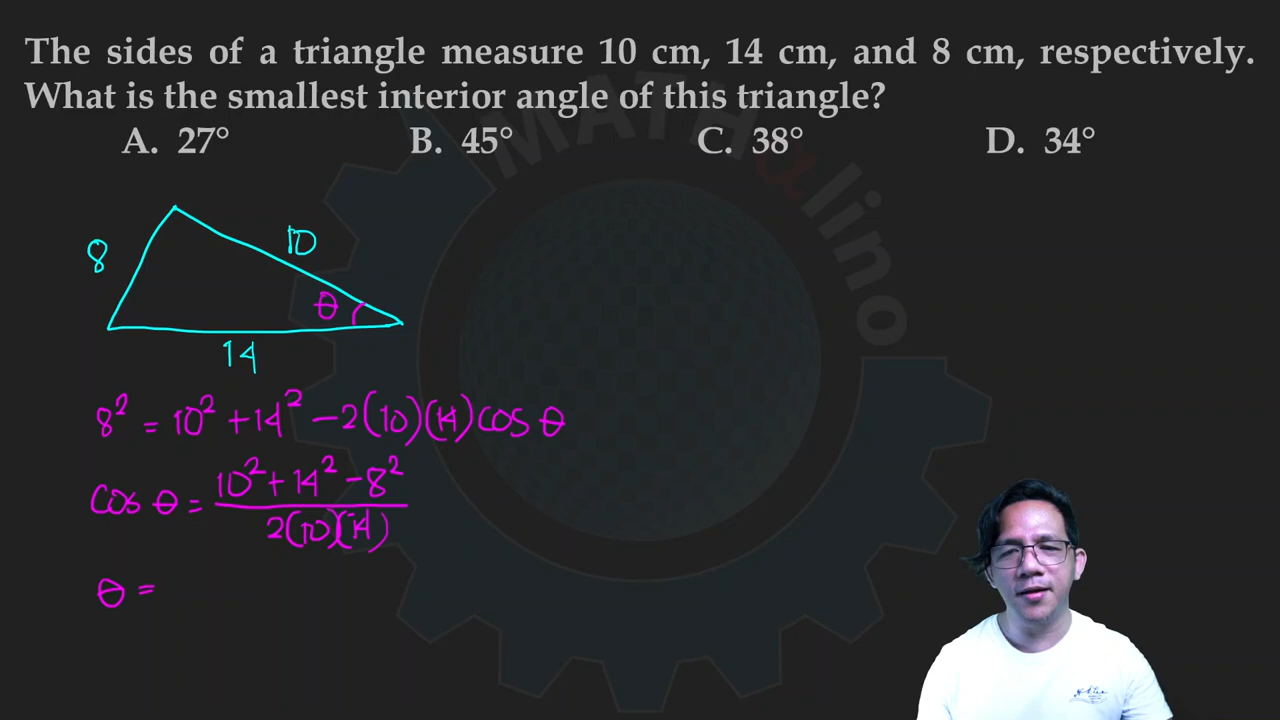 The sides of a triangle measure 10 cm, 14 cm, and 8 cm, respectively.
What is the smallest interior angle of this triangle?
A. 27° B. 45° C. 38° D. 34°
MATHalino
8
10
θ
14
8² = 10² + 14² − 2(10)(14) cos θ
cos θ = (10² + 14² − 8²) / 2(10)(14)
θ =